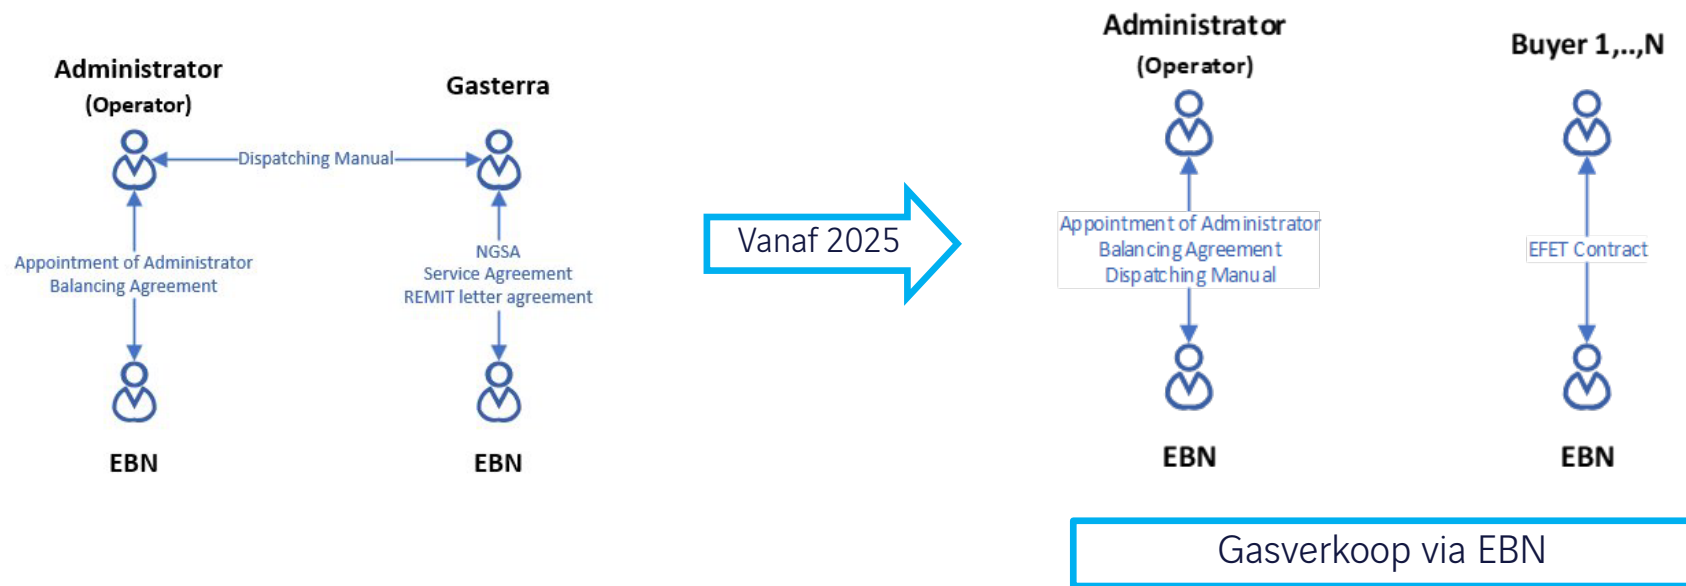 Administrator
(Operator)
Gasterra
Dispatching Manual
Appointment of Administrator
Balancing Agreement
NGSA
Service Agreement
REMIT letter agreement
EBN
EBN
Vanaf 2025
Administrator
(Operator)
Buyer 1,..,N
Appointment of Administrator
Balancing Agreement
Dispatching Manual
EFET Contract
EBN
EBN
Gasverkoop via EBN